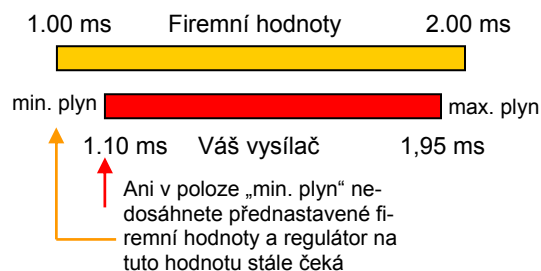 1.00 ms Firemní hodnoty 2.00 ms
min. plyn max. plyn
1.10 ms Váš vysílač 1,95 ms
Ani v poloze „min. plyn“ ne-
dosáhnete přednastavené fi-
remní hodnoty a regulátor na
tuto hodnotu stále čeká